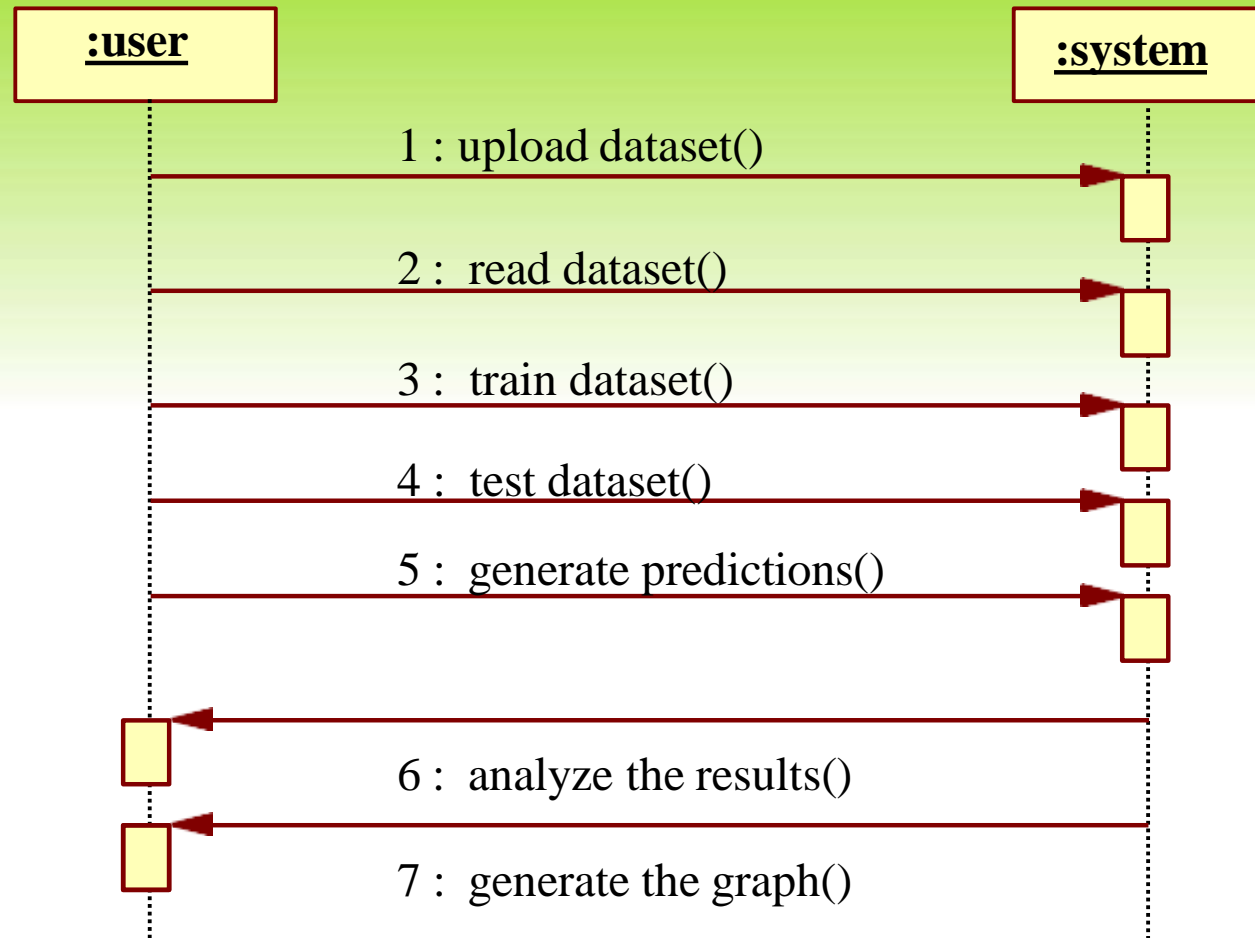 :user
:system
1 : upload dataset()
2 : read dataset()
3 : train dataset()
4 : test dataset()
5 : generate predictions()
6 : analyze the results()
7 : generate the graph()